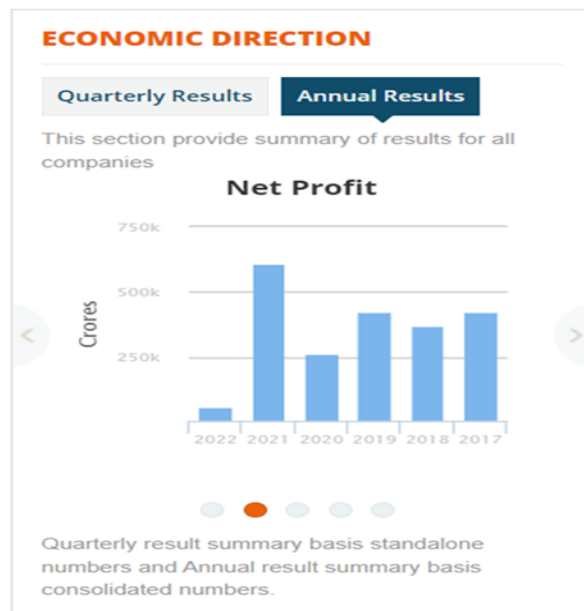 ECONOMIC DIRECTION
Quarterly Results Annual Results
This section provide summary of results for all
companies
Net Profit
750k
500k
250k
Crores
2022 2021 2020 2019 2018 2017
< >
Quarterly result summary basis standalone
numbers and Annual result summary basis
consolidated numbers.